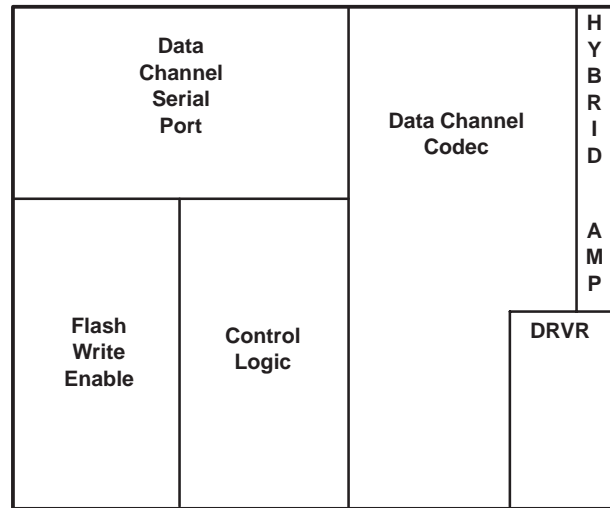 Data
Channel
Serial
Port
Data Channel
Codec
H
Y
B
R
I
D
A
M
P
Flash
Write
Enable
Control
Logic
DRVR